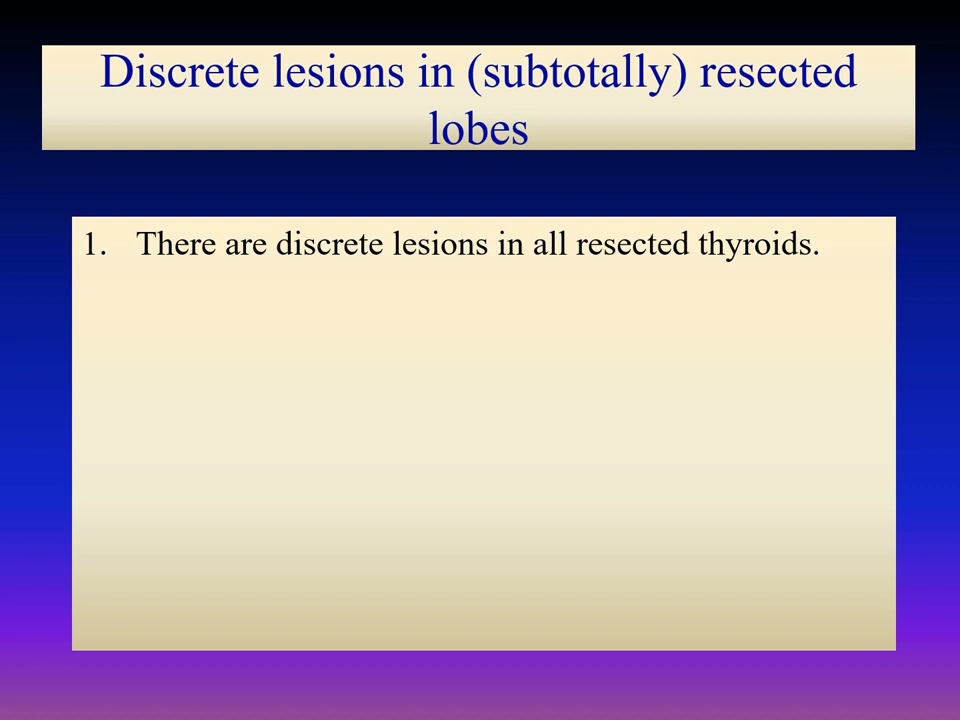 Discrete lesions in (subtotally) resected
lobes
1. There are discrete lesions in all resected thyroids.